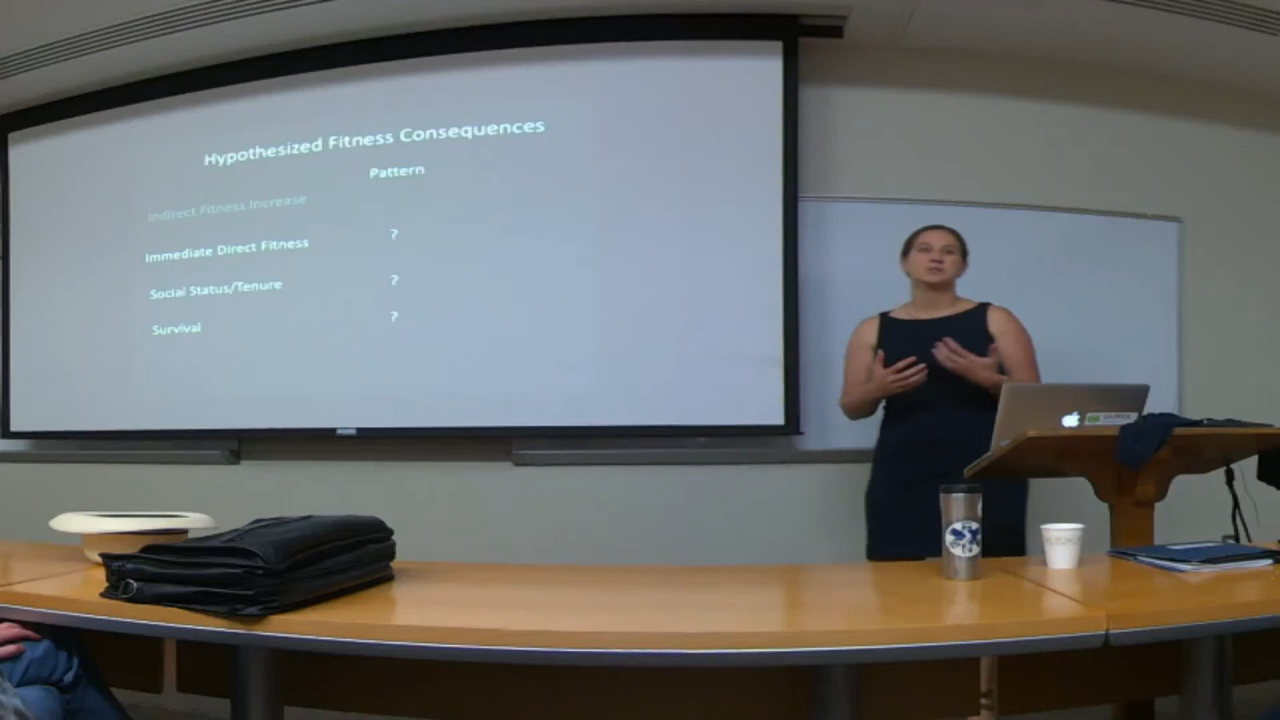 Hypothesized Fitness Consequences
Pattern
Indirect Fitness Increase
Immediate Direct Fitness ?
Social Status/Tenure ?
Survival ?